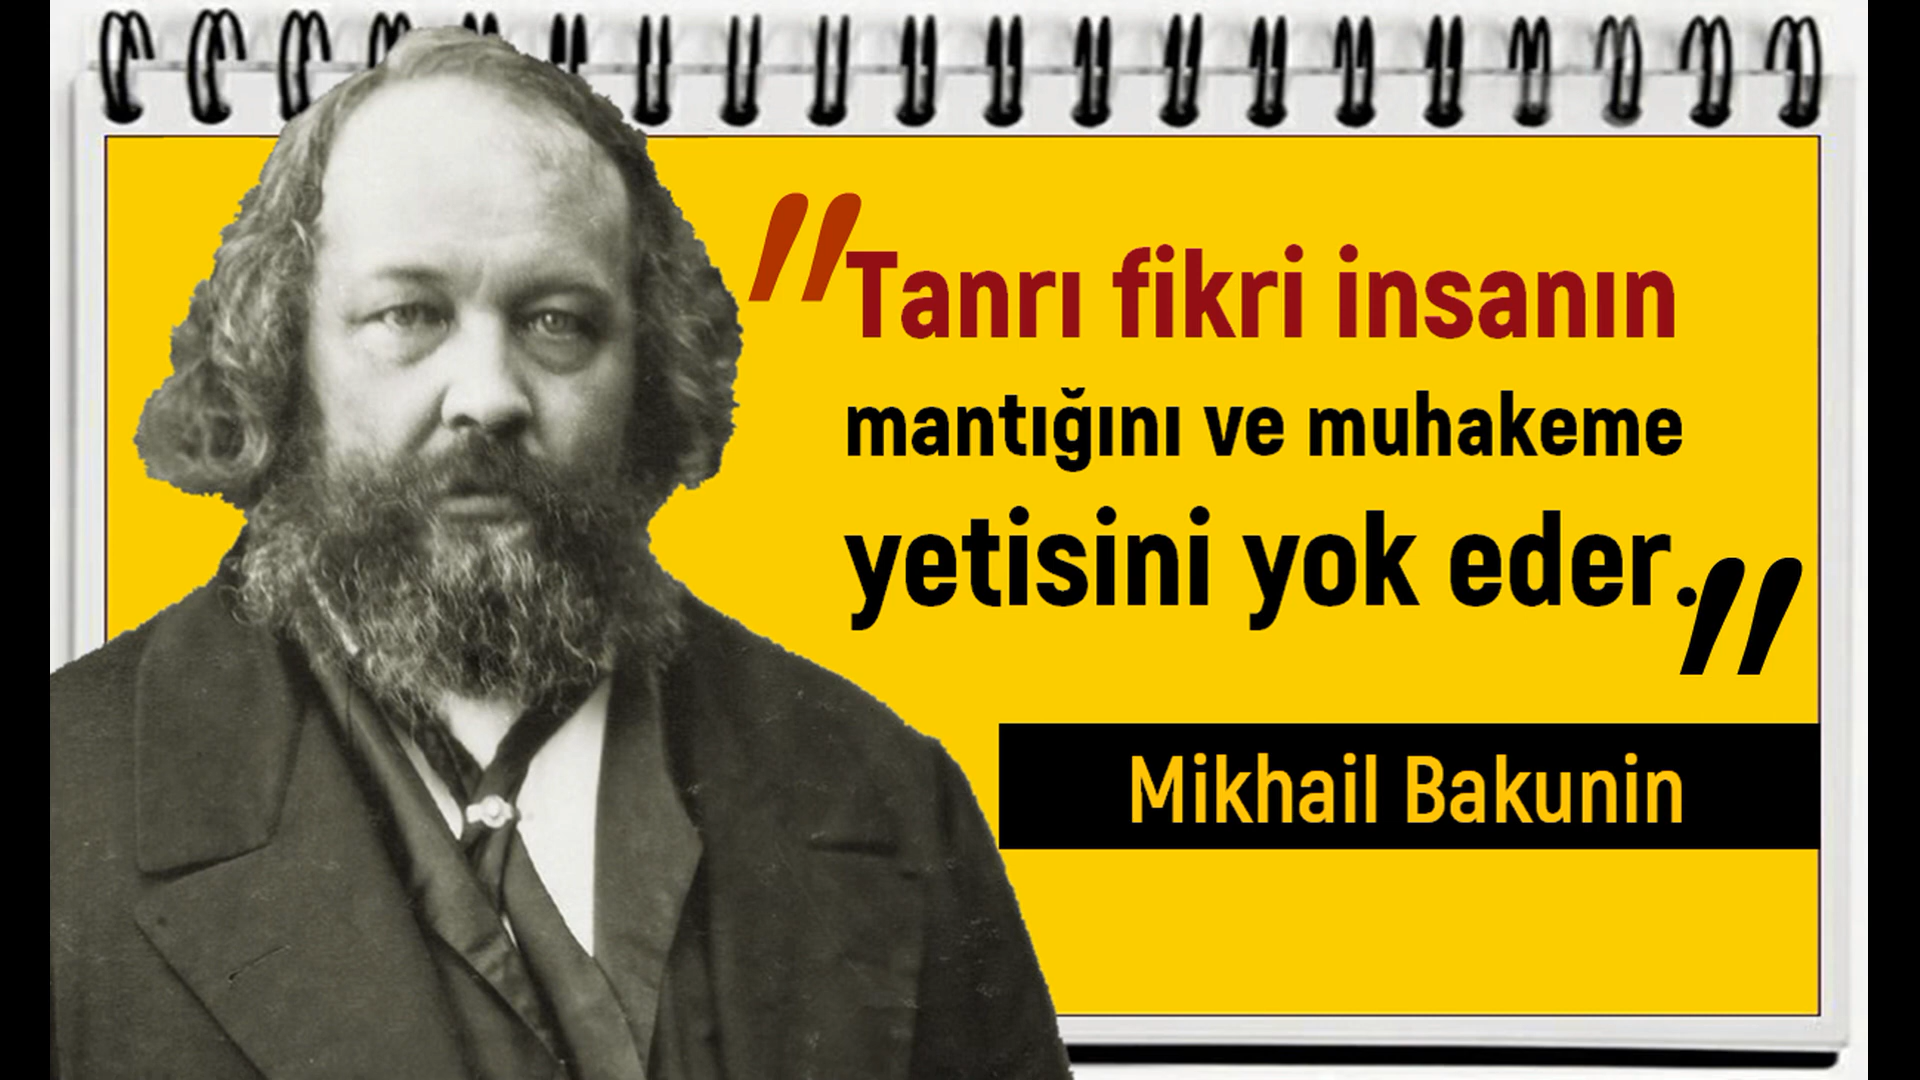 "Tanrı fikri insanın
mantığını ve muhakeme
yetisini yok eder."
Mikhail Bakunin